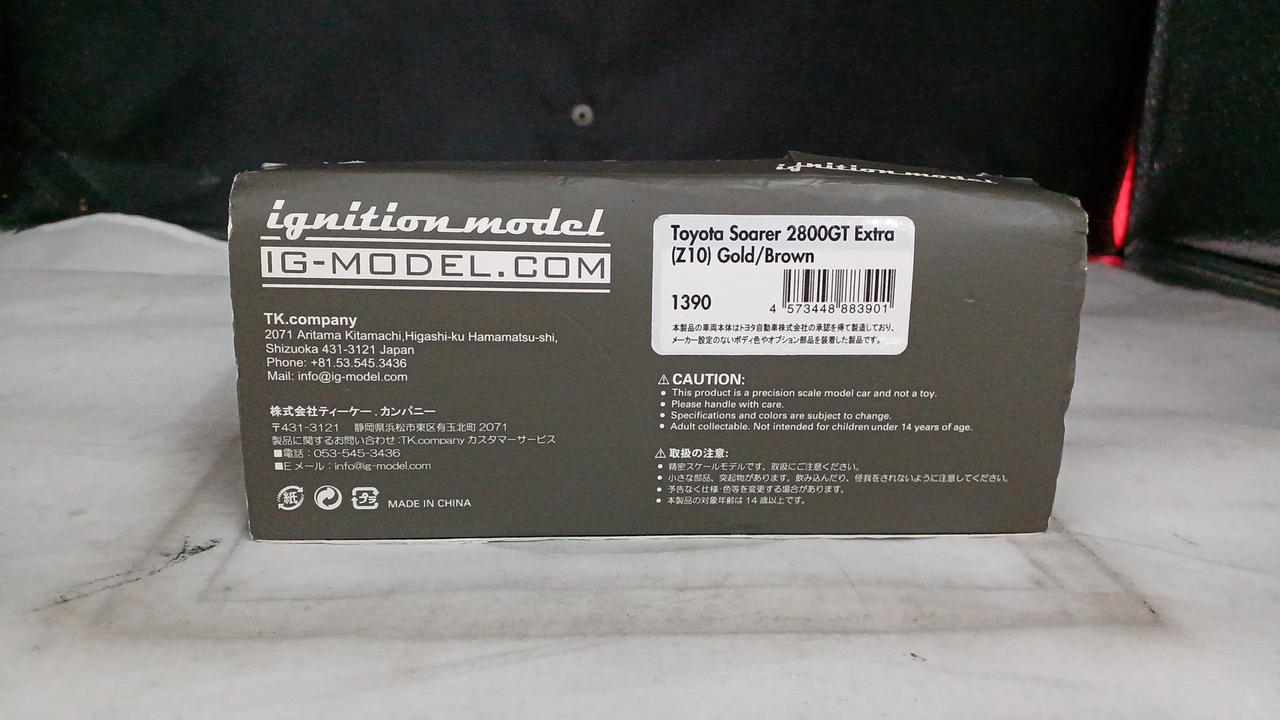 ignition model
ignition model
IG-MODEL.COM
TK.company
2071 Aritama Kitamachi,Higashi-ku Hamamatsu-shi,
Shizuoka 431-3121 Japan
Phone: +81.53.545.3436
Mail: info@ig-model.com
株式会社ティーケー.カンパニー
〒431-3121 静岡県浜松市東区有玉北町 2071
製品に関するお問い合わせ:TK.company カスタマーサービス
■電話：053-545-3436
■E メール：info@ig-model.com
紙
プラ
MADE IN CHINA
Toyota Soarer 2800GT Extra
(Z10) Gold/Brown
1390
4 573448 883901
本製品の車両本体はトヨタ自動車株式会社の承認を得て製造しており、
メーカー設定のないボディ色やオプション部品を装着した製品です。
⚠CAUTION:
● This product is a precision scale model car and not a toy.
● Please handle with care.
● Specifications and colors are subject to change.
● Adult collectable. Not intended for children under 14 years of age.
⚠取扱の注意:
● 精密スケールモデルです。取扱にご注意ください。
● 小さな部品、突起物があります。飲み込んだり、怪我をされないように注意してください。
● 予告なく仕様･色等を変更する場合があります。
● 本製品の対象年齢は 14 歳以上です。